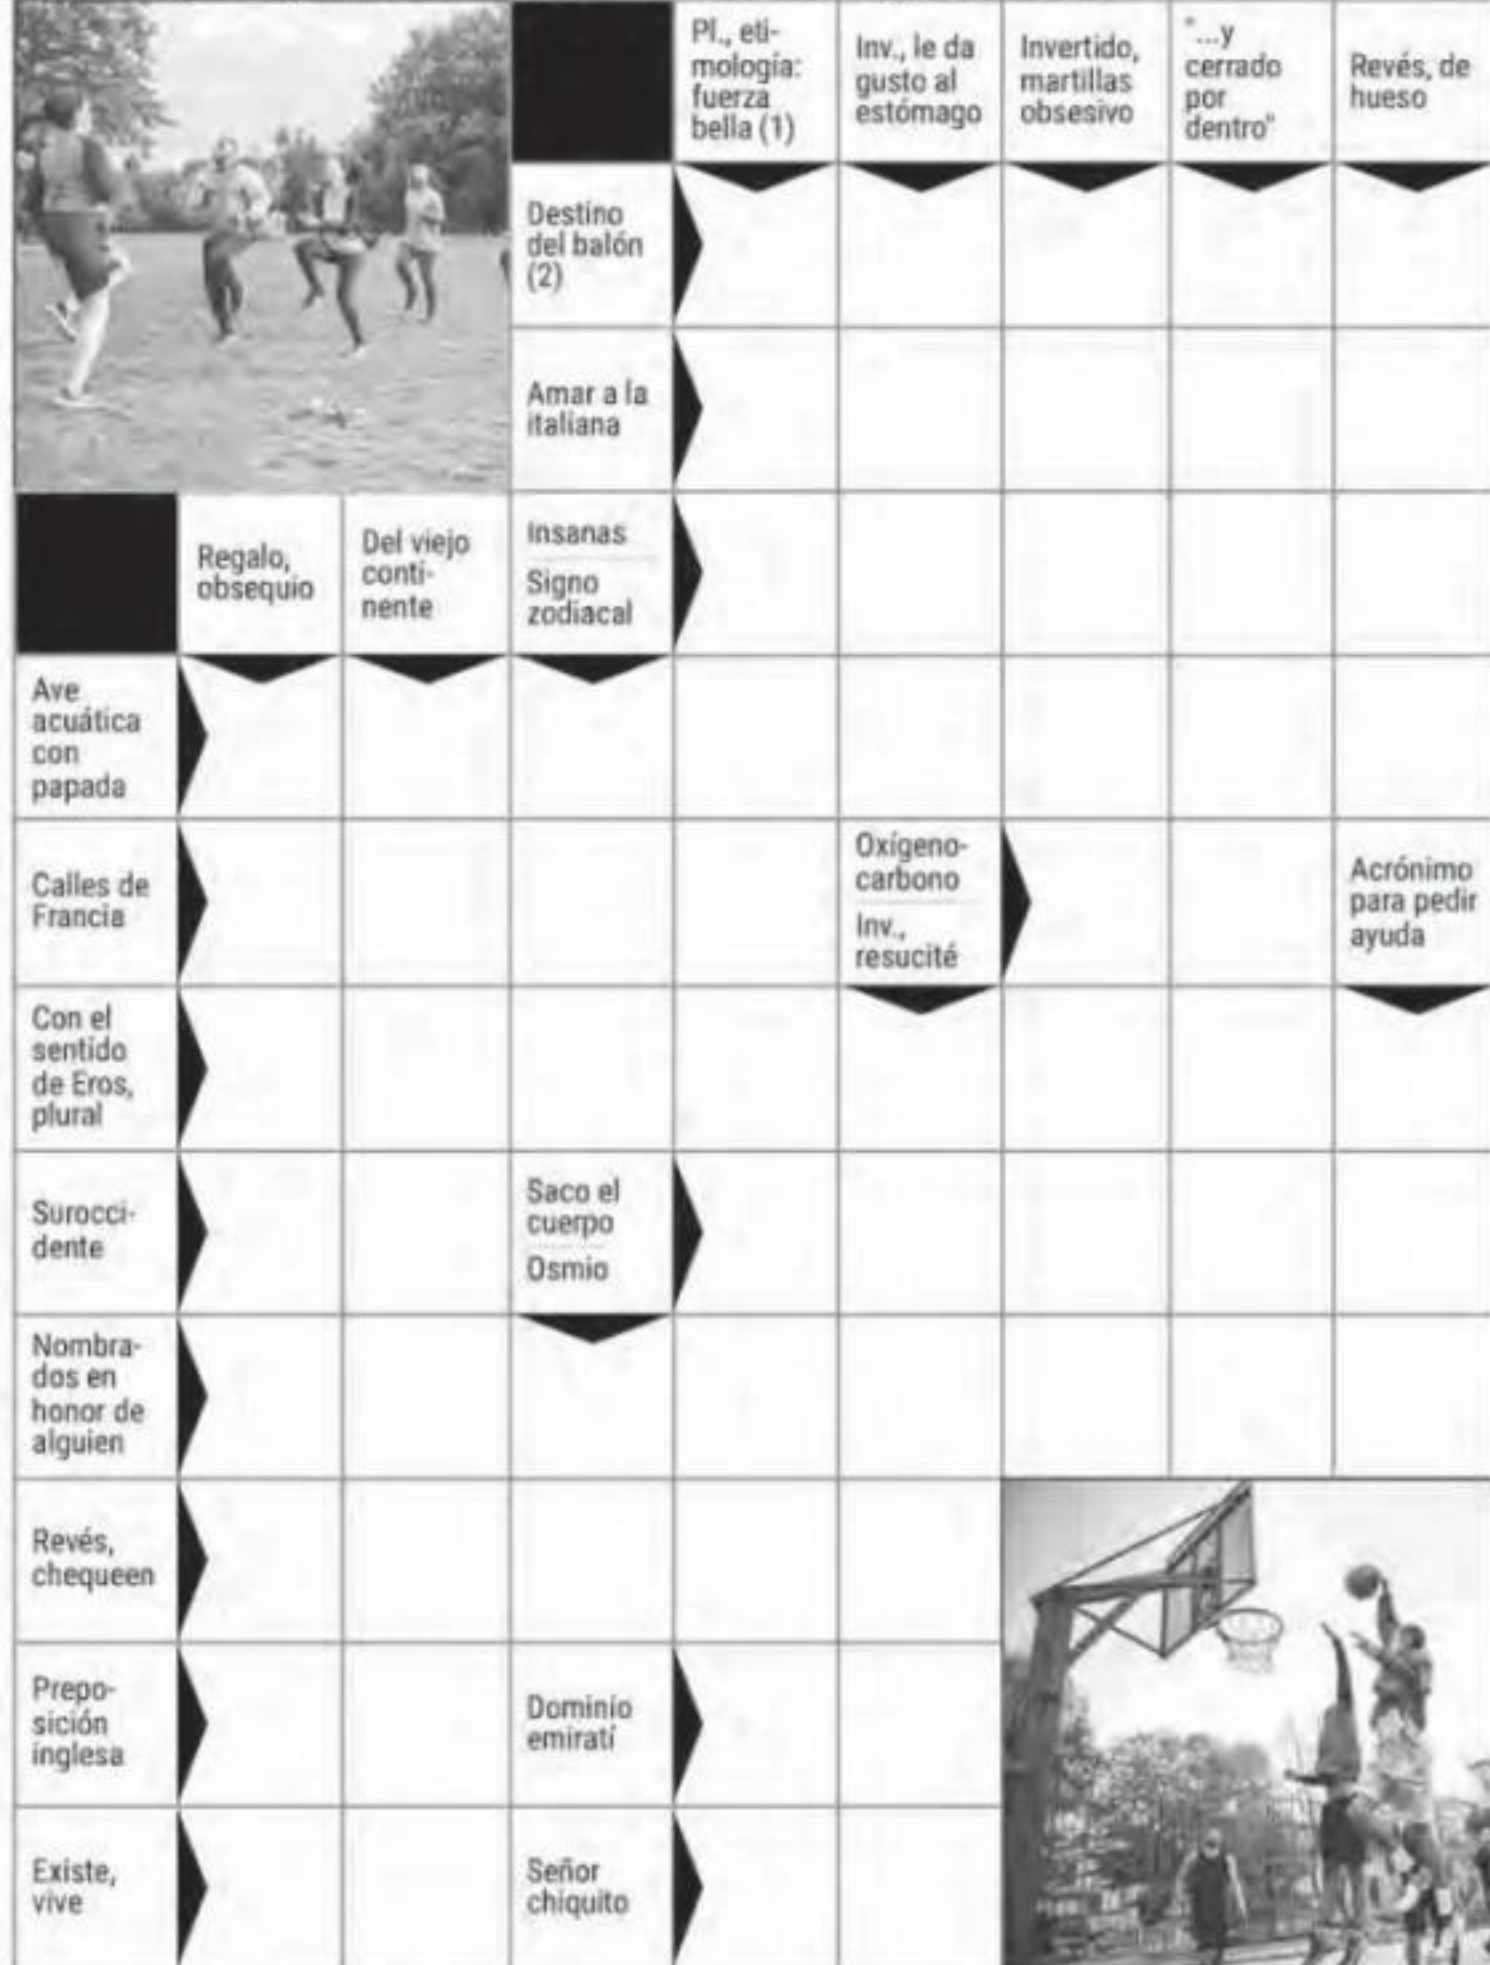 Pl., eti-
mología:
fuerza
bella (1)
Inv., le da
gusto al
estómago
Invertido,
martillas
obsesivo
"...y
cerrado
por
dentro"
Revés, de
hueso
Destino
del balón
(2)
Amar a la
italiana
Regalo,
obsequio
Del viejo
conti-
nente
Insanas
Signo
zodiacal
Ave
acuática
con
papada
Calles de
Francia
Oxígeno-
carbono
Inv.,
resucité
Acrónimo
para pedir
ayuda
Con el
sentido
de Eros,
plural
Surocci-
dente
Saco el
cuerpo
Osmio
Nombra-
dos en
honor de
alguien
Revés,
chequeen
Prepo-
sición
inglesa
Dominio
emiratí
Existe,
vive
Señor
chiquito